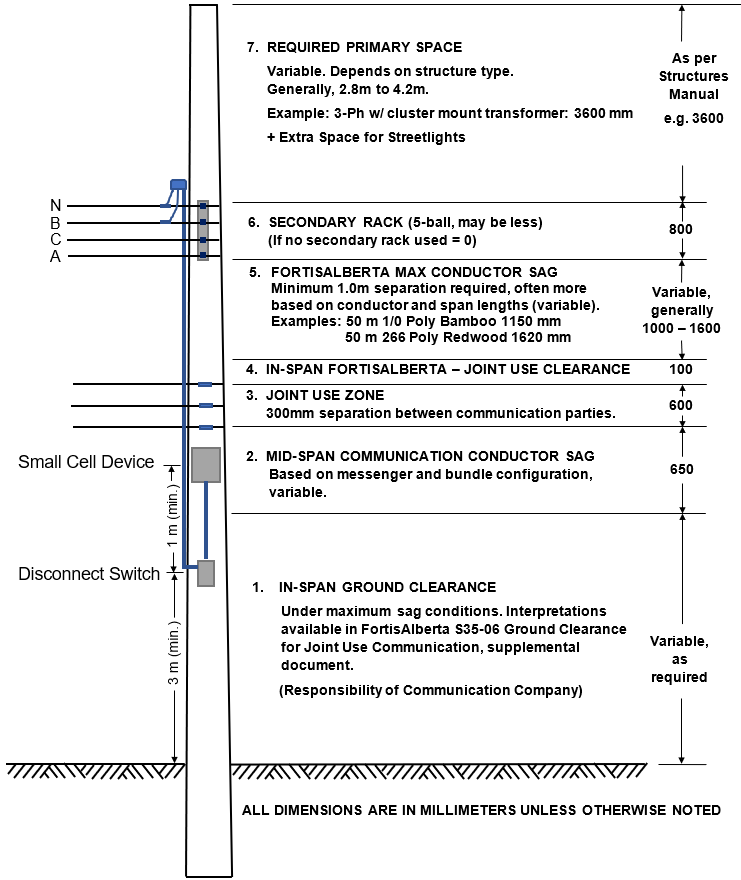 7. REQUIRED PRIMARY SPACE
Variable. Depends on structure type.
Generally, 2.8m to 4.2m.
Example: 3-Ph w/ cluster mount transformer: 3600 mm
+ Extra Space for Streetlights
As per
Structures
Manual
e.g. 3600
N
B
C
A
6. SECONDARY RACK (5-ball, may be less)
(If no secondary rack used = 0)
800
5. FORTISALBERTA MAX CONDUCTOR SAG
Minimum 1.0m separation required, often more
based on conductor and span lengths (variable).
Examples: 50 m 1/0 Poly Bamboo 1150 mm
50 m 266 Poly Redwood 1620 mm
Variable,
generally
1000 – 1600
4. IN-SPAN FORTISALBERTA – JOINT USE CLEARANCE
100
3. JOINT USE ZONE
300mm separation between communication parties.
600
2. MID-SPAN COMMUNICATION CONDUCTOR SAG
Based on messenger and bundle configuration,
variable.
650
Small Cell Device
1 m (min.)
Disconnect Switch
3 m (min.)
1. IN-SPAN GROUND CLEARANCE
Under maximum sag conditions. Interpretations
available in FortisAlberta S35-06 Ground Clearance
for Joint Use Communication, supplemental
document.
(Responsibility of Communication Company)
Variable,
as
required
ALL DIMENSIONS ARE IN MILLIMETERS UNLESS OTHERWISE NOTED